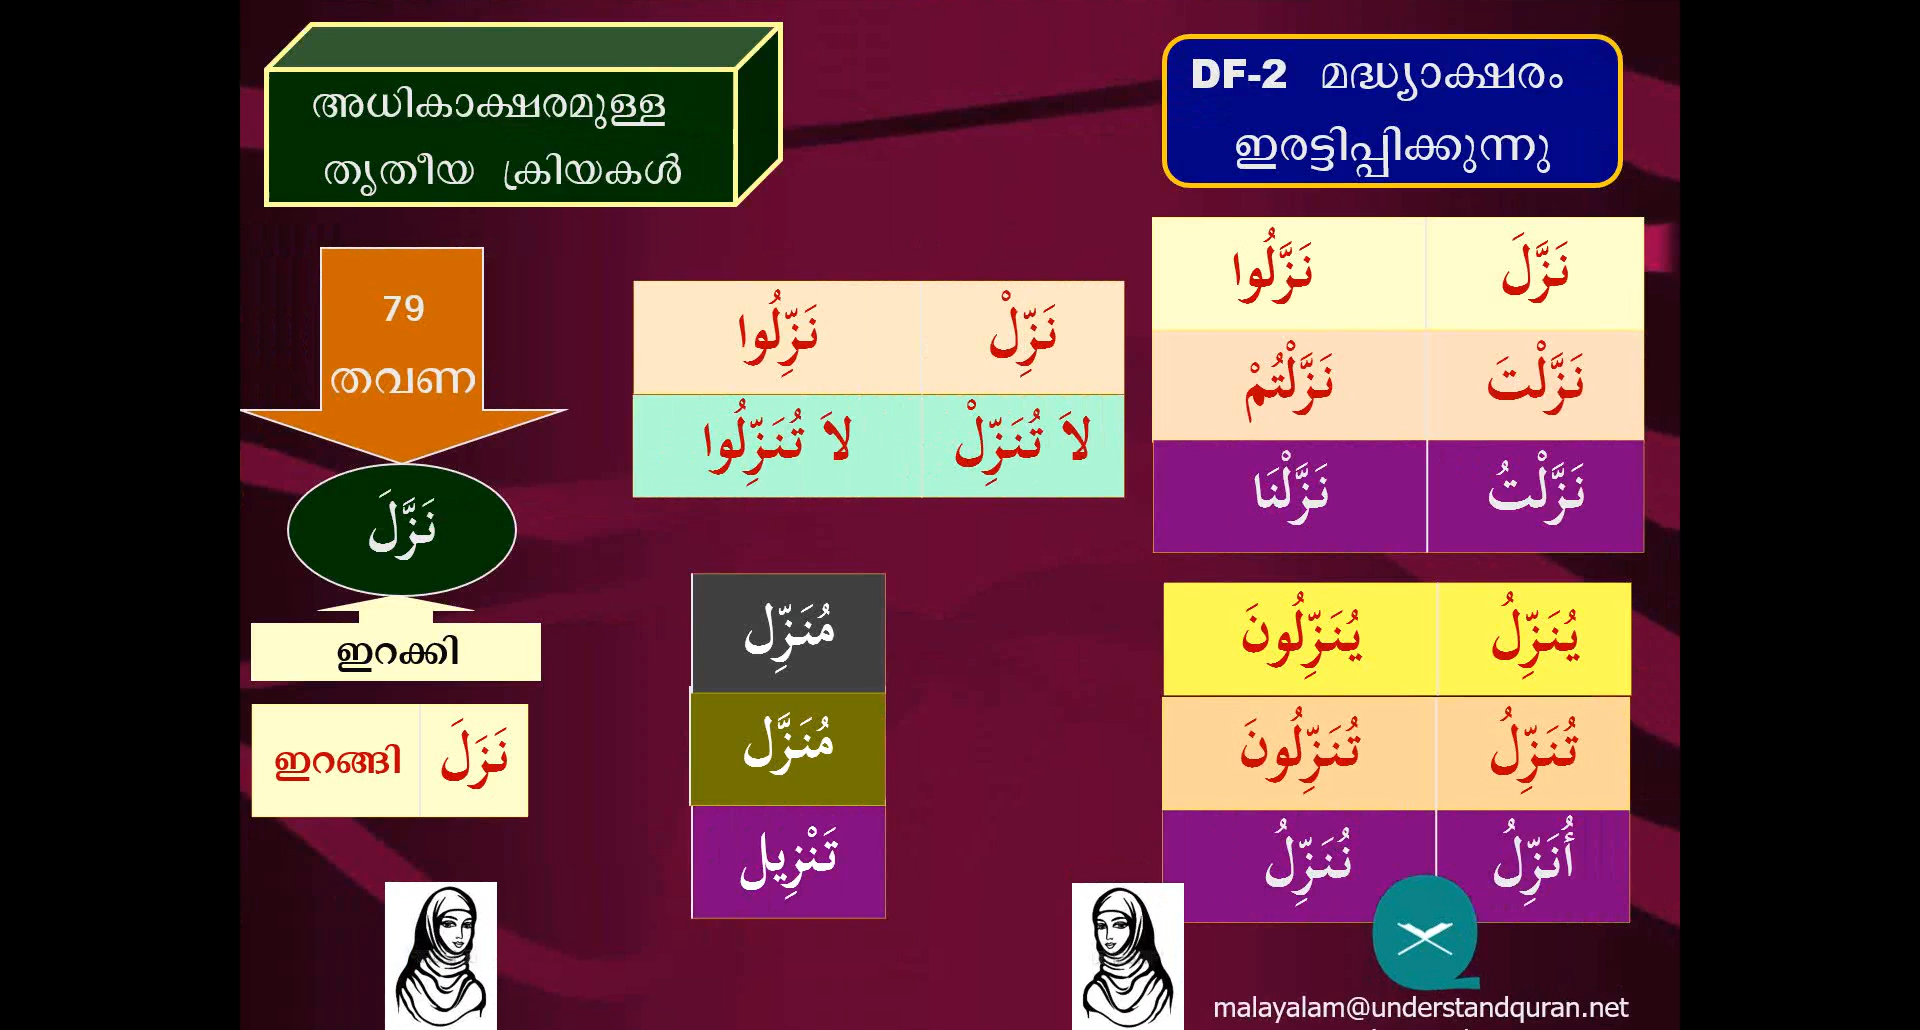 അധികാക്ഷരമുള്ള
തൃതീയ ക്രിയകൾ
DF-2 മദ്ധ്യാക്ഷരം
ഇരട്ടിപ്പിക്കുന്നു
79
തവണ
نَزَّلَ
ഇറക്കി
نَزَلَ ഇറങ്ങി
نَزَّلَ نَزَّلُوا
نَزَّلْتَ نَزَّلْتُمْ
نَزَّلْتُ نَزَّلْنَا
نَزِّلْ نَزِّلُوا
لاَ تُنَزِّلْ لاَ تُنَزِّلُوا
يُنَزِّلُ يُنَزِّلُونَ
تُنَزِّلُ تُنَزِّلُونَ
أُنَزِّلُ نُنَزِّلُ
مُنَزِّل
مُنَزَّل
تَنْزِيل
malayalam@understandquran.net